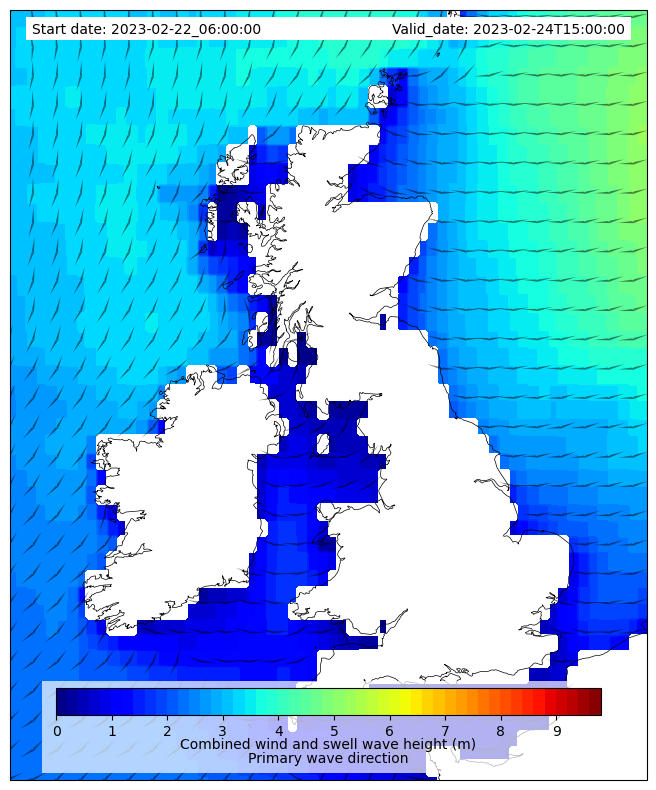 Start date: 2023-02-22_06:00:00
Valid_date: 2023-02-24T15:00:00
0 1 2 3 4 5 6 7 8 9
Combined wind and swell wave height (m)
Primary wave direction